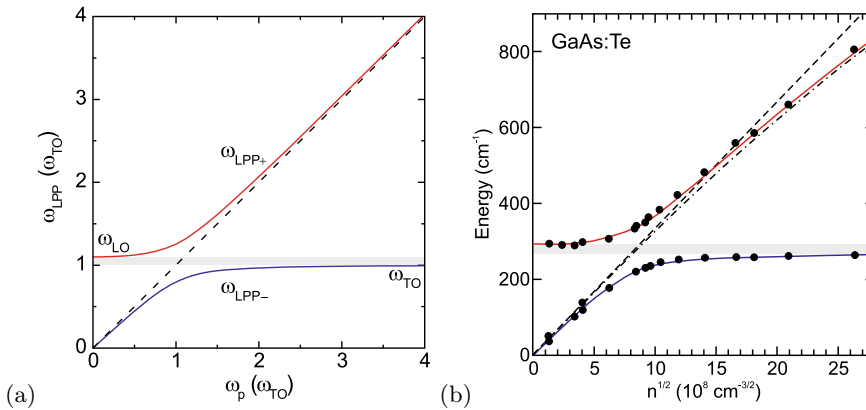 4
3
2
1
0
ω_LPP (ω_TO)
ω_LPP+
ω_LO
ω_LPP−
ω_TO
0 1 2 3 4
ω_p (ω_TO)
(a)
GaAs:Te
800
600
400
200
0
Energy (cm⁻¹)
0 5 10 15 20 25
n^1/2 (10⁸ cm⁻³/²)
(b)